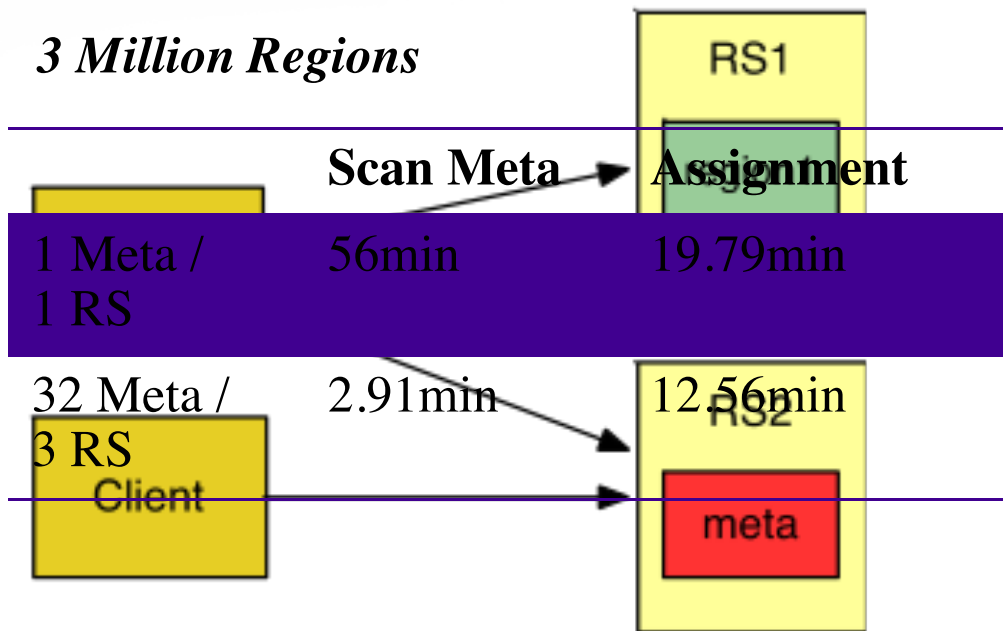 3 Million Regions
RS1
Scan Meta Assignment
1 Meta / 56min 19.79min
1 RS
32 Meta / 2.91min 12.56min
RS2
3 RS
Client
meta